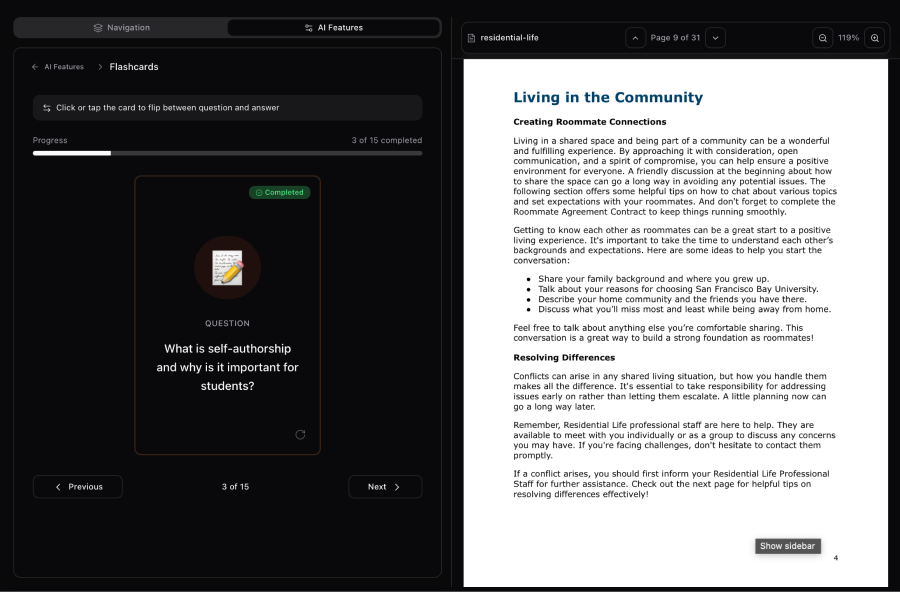 Navigation
AI Features
AI Features
Flashcards
Click or tap the card to flip between question and answer
Progress
3 of 15 completed
Completed
QUESTION
What is self-authorship
and why is it important for
students?
Previous
3 of 15
Next
residential-life
Page 9 of 31
119%
Living in the Community
Creating Roommate Connections
Living in a shared space and being part of a community can be a wonderful
and fulfilling experience. By approaching it with consideration, open
communication, and a spirit of compromise, you can help ensure a positive
environment for everyone. A friendly discussion at the beginning about how
to share the space can go a long way in avoiding any potential issues. The
following section offers some helpful tips on how to chat about various topics
and set expectations with your roommates. And don't forget to complete the
Roommate Agreement Contract to keep things running smoothly.
Getting to know each other as roommates can be a great start to a positive
living experience. It's important to take the time to understand each other's
backgrounds and expectations. Here are some ideas to help you start the
conversation:
● Share your family background and where you grew up.
● Talk about your reasons for choosing San Francisco Bay University.
● Describe your home community and the friends you have there.
● Discuss what you'll miss most and least while being away from home.
Feel free to talk about anything else you're comfortable sharing. This
conversation is a great way to build a strong foundation as roommates!
Resolving Differences
Conflicts can arise in any shared living situation, but how you handle them
makes all the difference. It's essential to take responsibility for addressing
issues early on rather than letting them escalate. A little planning now can
go a long way later.
Remember, Residential Life professional staff are here to help. They are
available to meet with you individually or as a group to discuss any concerns
you may have. If you're facing challenges, don't hesitate to contact them
promptly.
If a conflict arises, you should first inform your Residential Life Professional
Staff for further assistance. Check out the next page for helpful tips on
resolving differences effectively!
Show sidebar
4